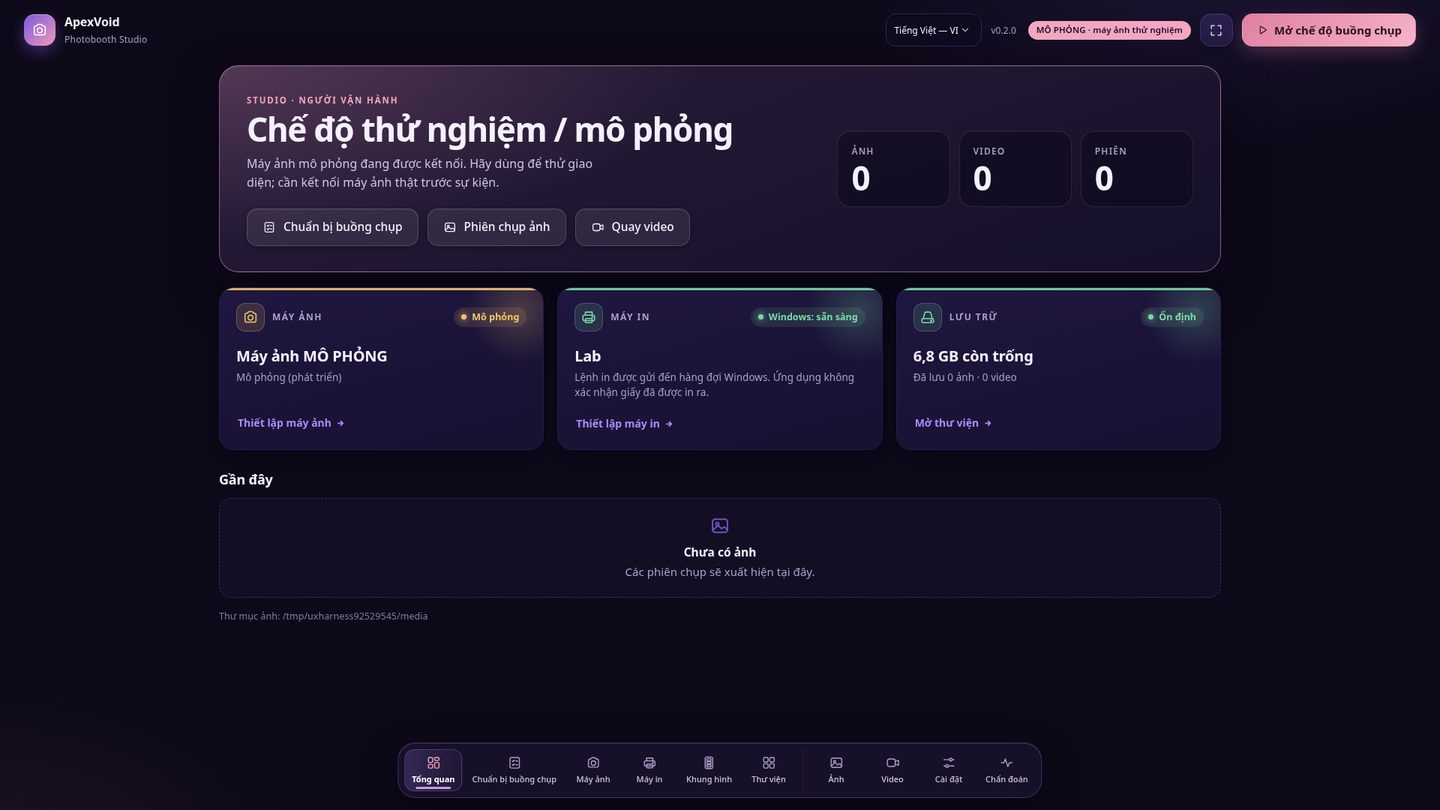 ApexVoid
Photobooth Studio
Tiếng Việt — VI
v0.2.0
MÔ PHỎNG · máy ảnh thử nghiệm
Mở chế độ buồng chụp
STUDIO · NGƯỜI VẬN HÀNH
Chế độ thử nghiệm / mô phỏng
Máy ảnh mô phỏng đang được kết nối. Hãy dùng để thử giao
diện; cần kết nối máy ảnh thật trước sự kiện.
Chuẩn bị buồng chụp
Phiên chụp ảnh
Quay video
ẢNH
0
VIDEO
0
PHIÊN
0
MÁY ẢNH
Mô phỏng
Máy ảnh MÔ PHỎNG
Mô phỏng (phát triển)
Thiết lập máy ảnh →
MÁY IN
Windows: sẵn sàng
Lab
Lệnh in được gửi đến hàng đợi Windows. Ứng dụng không
xác nhận giấy đã được in ra.
Thiết lập máy in →
LƯU TRỮ
Ổn định
6,8 GB còn trống
Đã lưu 0 ảnh · 0 video
Mở thư viện →
Gần đây
Chưa có ảnh
Các phiên chụp sẽ xuất hiện tại đây.
Thư mục ảnh: /tmp/uxharness92529545/media
Tổng quan
Chuẩn bị buồng chụp
Máy ảnh
Máy in
Khung hình
Thư viện
Ảnh
Video
Cài đặt
Chẩn đoán